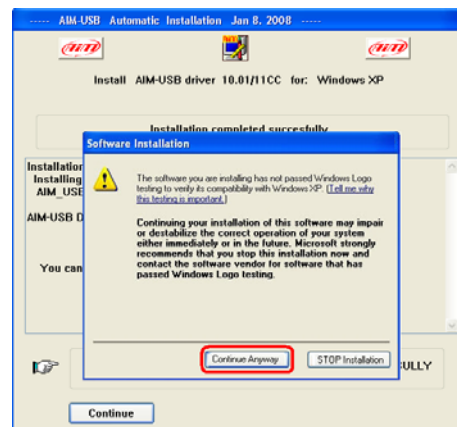 ----- AIM-USB Automatic Installation Jan 8, 2008 -----
AIM AIM
Install AIM-USB driver 10.01/11CC for: Windows XP
Installation completed succesfully
Software Installation
Installation
Installing
AIM_USB
AIM-USB D
You can
The software you are installing has not passed Windows Logo
testing to verify its compatibility with Windows XP. (Tell me why
this testing is important.)
Continuing your installation of this software may impair
or destabilize the correct operation of your system
either immediately or in the future. Microsoft strongly
recommends that you stop this installation now and
contact the software vendor for software that has
passed Windows Logo testing.
Continue Anyway STOP Installation
ULLY
Continue